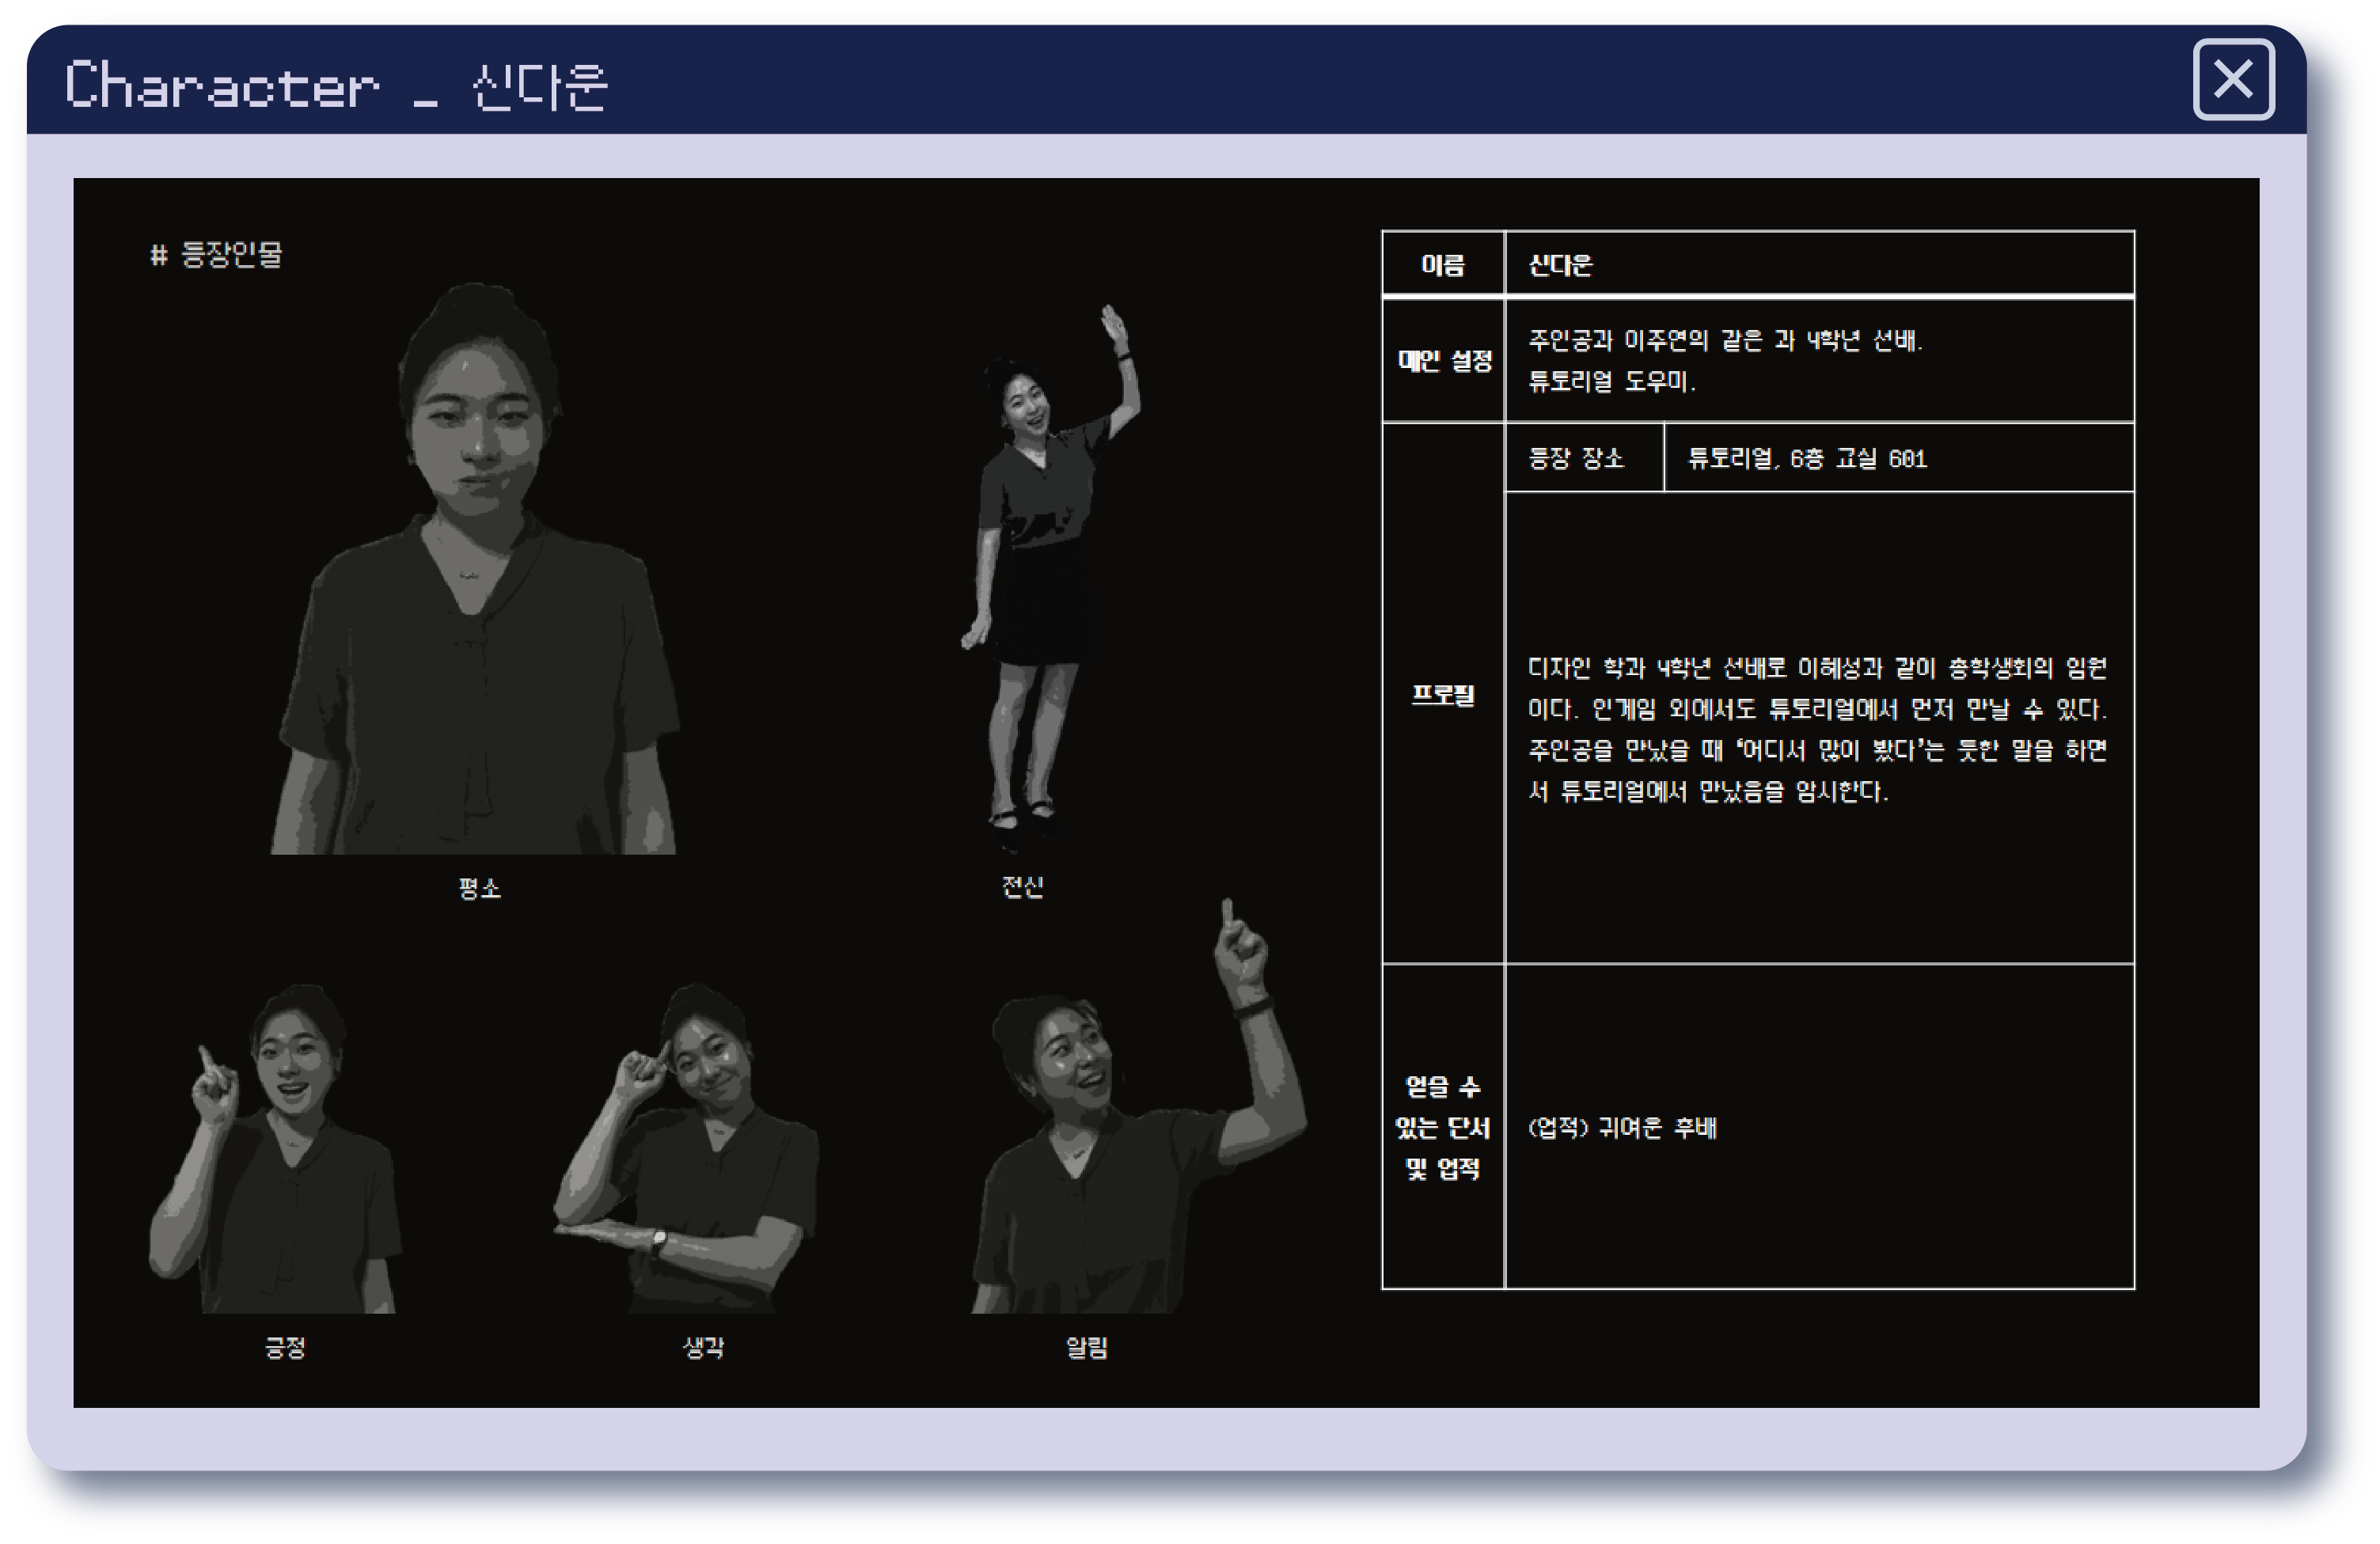 Character _ 신다운
# 등장인물
평소
전신
긍정
생각
알림
이름
신다운
메인 설정
주인공과 이주연의 같은 과 4학년 선배.
튜토리얼 도우미.
프로필
등장 장소
튜토리얼, 6층 교실 601
디자인 학과 4학년 선배로 이혜성과 같이 총학생회의 임원
이다. 인게임 외에서도 튜토리얼에서 먼저 만날 수 있다.
주인공을 만났을 때 ‘어디서 많이 봤다’는 듯한 말을 하면
서 튜토리얼에서 만났음을 암시한다.
얻을 수
있는 단서
및 업적
(업적) 귀여운 후배